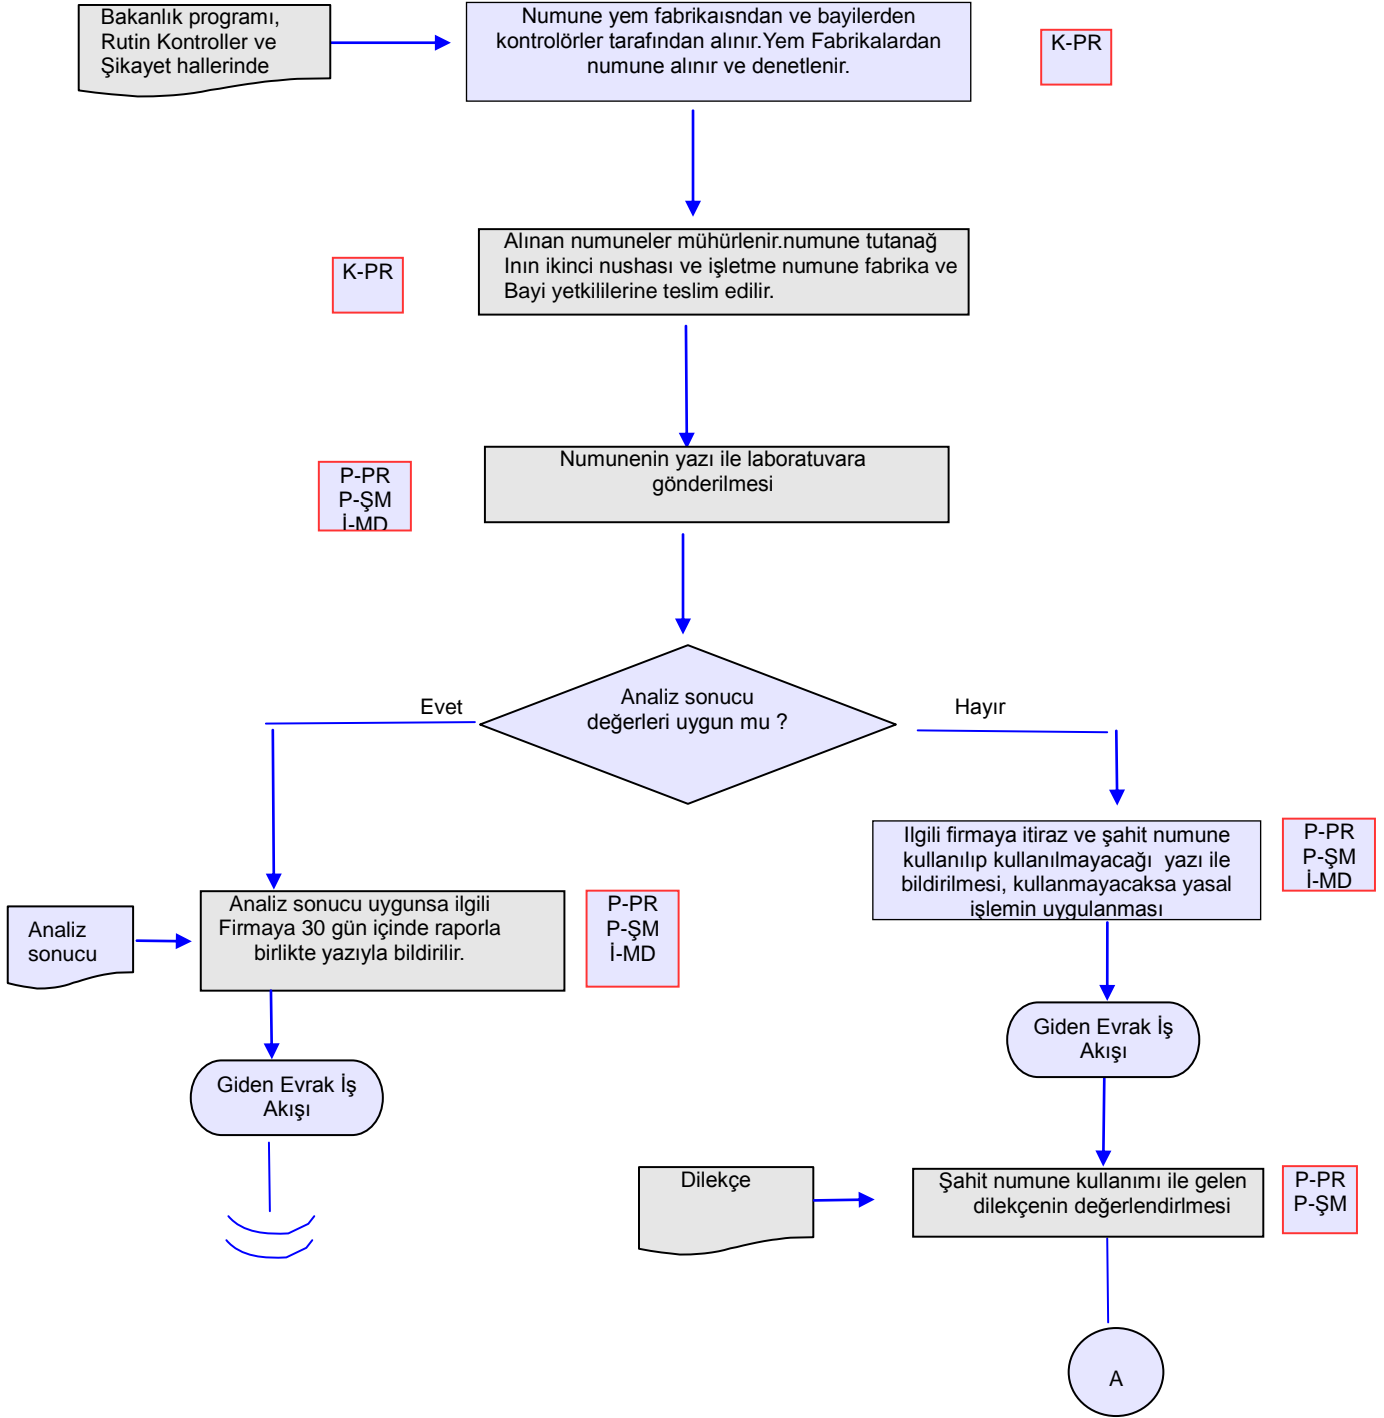 Bakanlık programı,
Rutin Kontroller ve
Şikayet hallerinde
Numune yem fabrikaısndan ve bayilerden
kontrolörler tarafından alınır.Yem Fabrikalardan
numune alınır ve denetlenir.
K-PR
K-PR
Alınan numuneler mühürlenir.numune tutanağ
Inın ikinci nushası ve işletme numune fabrika ve
Bayi yetkililerine teslim edilir.
P-PR
P-ŞM
İ-MD
Numunenin yazı ile laboratuvara
gönderilmesi
Evet
Analiz sonucu
değerleri uygun mu ?
Hayır
Ilgili firmaya itiraz ve şahit numune
kullanılıp kullanılmayacağı yazı ile
bildirilmesi, kullanmayacaksa yasal
işlemin uygulanması
P-PR
P-ŞM
İ-MD
Analiz
sonucu
Analiz sonucu uygunsa ilgili
Firmaya 30 gün içinde raporla
birlikte yazıyla bildirilir.
P-PR
P-ŞM
İ-MD
Giden Evrak İş
Akışı
Giden Evrak İş
Akışı
Dilekçe
Şahit numune kullanımı ile gelen
dilekçenin değerlendirlmesi
P-PR
P-ŞM
A